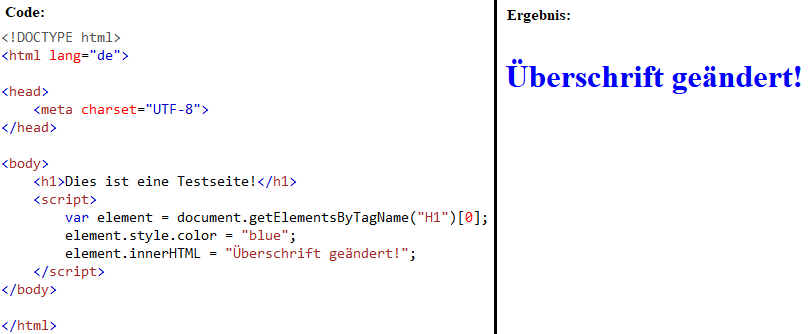 Code:
<!DOCTYPE html>
<html lang="de">
<head>
    <meta charset="UTF-8">
</head>
<body>
    <h1>Dies ist eine Testseite!</h1>
    <script>
        var element = document.getElementsByTagName("H1")[0];
        element.style.color = "blue";
        element.innerHTML = "Überschrift geändert!";
    </script>
</body>
</html>
Ergebnis:
Überschrift geändert!